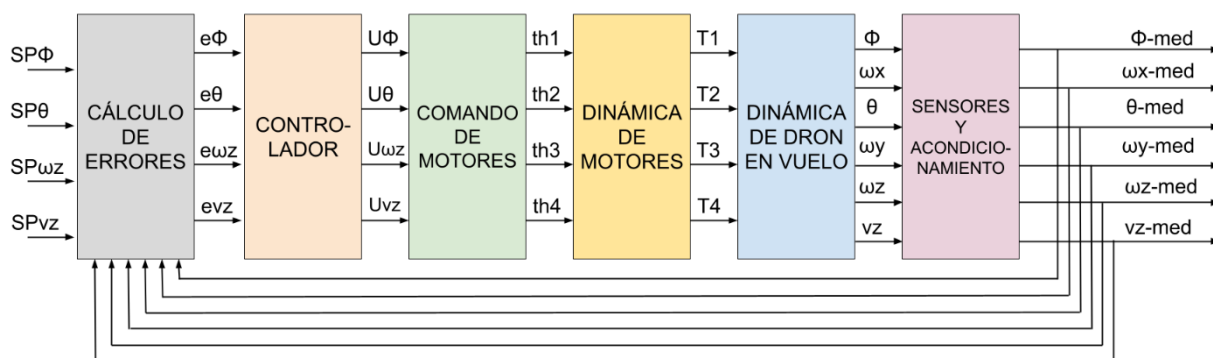 SPΦ
SPθ
SPωz
SPvz
CÁLCULO
DE
ERRORES
eΦ
eθ
eωz
evz
CONTRO-
LADOR
UΦ
Uθ
Uωz
Uvz
COMANDO
DE
MOTORES
th1
th2
th3
th4
DINÁMICA
DE
MOTORES
T1
T2
T3
T4
DINÁMICA
DE DRON
EN VUELO
Φ
ωx
θ
ωy
ωz
vz
SENSORES
Y
ACONDICIO-
NAMIENTO
Φ-med
ωx-med
θ-med
ωy-med
ωz-med
vz-med